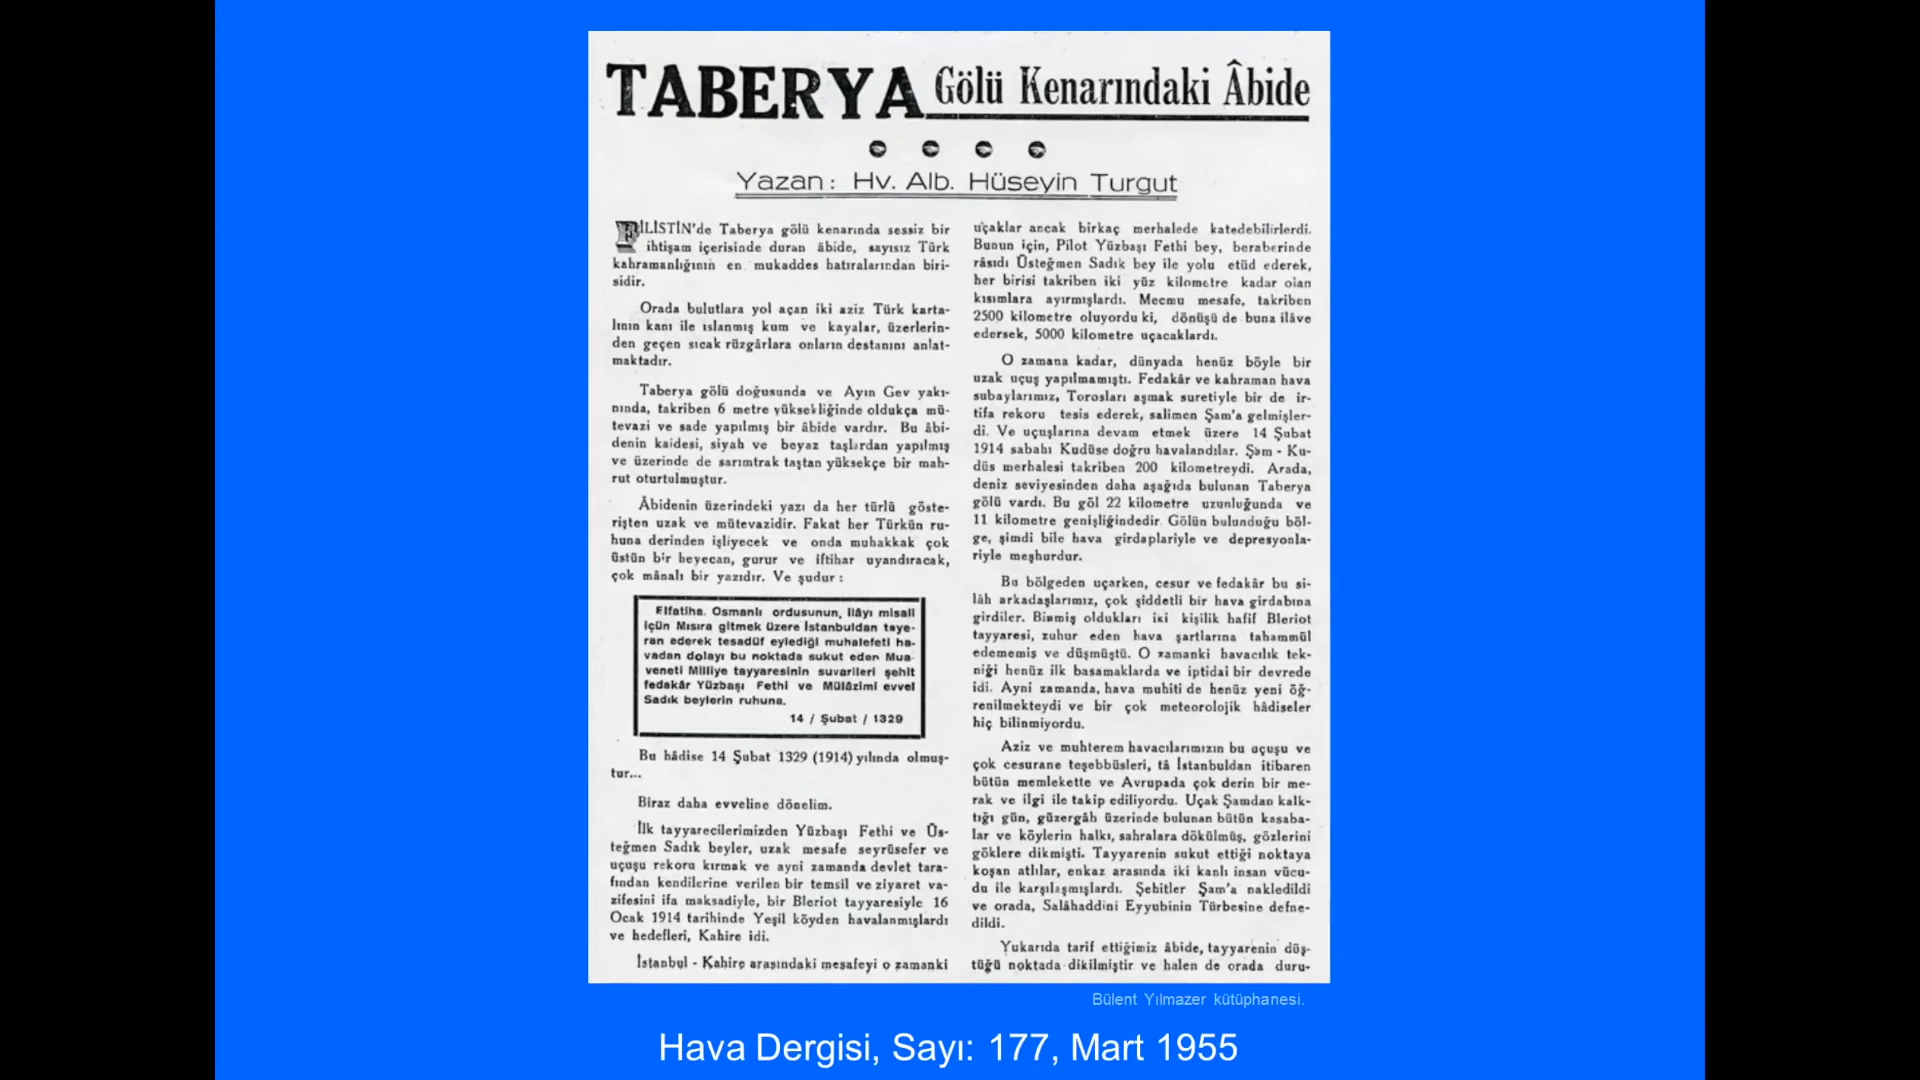 TABERYA Gölü Kenarındaki Âbide
Yazan: Hv. Alb. Hüseyin Turgut
FİLİSTİN'de Taberya gölü kenarında sessiz bir
ihtişam içerisinde duran âbide, sayısız Türk
kahramanlığının en mukaddes hatıralarından biri-
sidir.
Orada bulutlara yol açan iki aziz Türk karta-
lının kanı ile ıslanmış kum ve kayalar, üzerlerin-
den geçen sıcak rüzgârlara onların destanını anlat-
maktadır.
Taberya gölü doğusunda ve Ayın Gev yakı-
nında, takriben 6 metre yüksekliğinde oldukça mü-
tevazi ve sade yapılmış bir âbide vardır. Bu âbi-
denin kaidesi, siyah ve beyaz taşlardan yapılmış
ve üzerinde de sarımtrak taştan yüksekçe bir mah-
rut oturtulmuştur.
Âbidenin üzerindeki yazı da her türlü göste-
rişten uzak ve mütevazidir. Fakat her Türkün ru-
huna derinden işliyecek ve onda muhakkak çok
üstün bir heyecan, gurur ve iftihar uyandıracak,
çok mânalı bir yazıdır. Ve şudur :
Elfatiha. Osmanlı ordusunun, ilâyı misali
için Mısıra gitmek üzere İstanbuldan taye-
ran ederek tesadüf eylediği muhalefeti ha-
vadan dolayı bu noktada sukut eden Mua-
veneti Milliye tayyaresinin suvarileri şehit
fedakâr Yüzbaşı Fethi ve Mülâzimi evvel
Sadık beylerin ruhuna.
14 / Şubat / 1329
Bu hâdise 14 Şubat 1329 (1914) yılında olmuş-
tur...
Biraz daha evveline dönelim.
İlk tayyarecilerimizden Yüzbaşı Fethi ve Üs-
teğmen Sadık beyler, uzak mesafe seyrüsefer ve
uçuşu rekoru kırmak ve ayni zamanda devlet tara-
fından kendilerine verilen bir temsil ve ziyaret va-
zifesini ifa maksadiyle, bir Bleriot tayyaresiyle 16
Ocak 1914 tarihinde Yeşil köyden havalanmışlardı
ve hedefleri, Kahire idi.
İstanbul - Kahire arasındaki mesafeyi o zamanki
uçaklar ancak birkaç merhalede katedebilirlerdi.
Bunun için, Pilot Yüzbaşı Fethi bey, beraberinde
râsıdı Üsteğmen Sadık bey ile yolu etüd ederek,
her birisi takriben iki yüz kilometre kadar olan
kısımlara ayırmışlardı. Mecmu mesafe, takriben
2500 kilometre oluyordu ki, dönüşü de buna ilâve
edersek, 5000 kilometre uçacaklardı.
O zamana kadar, dünyada henüz böyle bir
uzak uçuş yapılmamıştı. Fedakâr ve kahraman hava
subaylarımız, Torosları aşmak suretiyle bir de ir-
tifa rekoru tesis ederek, salimen Şam'a gelmişler-
di. Ve uçuşlarına devam etmek üzere 14 Şubat
1914 sabahı Kudüse doğru havalandılar. Şam - Ku-
düs merhalesi takriben 200 kilometreydi. Arada,
deniz seviyesinden daha aşağıda bulunan Taberya
gölü vardı. Bu göl 22 kilometre uzunluğunda ve
11 kilometre genişliğindedir. Gölün bulunduğu böl-
ge, şimdi bile hava girdaplariyle ve depresyonla-
riyle meşhurdur.
Bu bölgeden uçarken, cesur ve fedakâr bu si-
lâh arkadaşlarımız, çok şiddetli bir hava girdabına
girdiler. Binmiş oldukları iki kişilik hafif Bleriot
tayyaresi, zuhur eden hava şartlarına tahammül
edememiş ve düşmüştü. O zamanki havacılık tek-
niği henüz ilk basamaklarda ve iptidai bir devrede
idi. Ayni zamanda, hava muhiti de henüz yeni öğ-
renilmekteydi ve bir çok meteorolojik hâdiseler
hiç bilinmiyordu.
Aziz ve muhterem havacılarımızın bu uçuşu ve
çok cesurane teşebbüsleri, tâ İstanbuldan itibaren
bütün memlekette ve Avrupada çok derin bir me-
rak ve ilgi ile takip ediliyordu. Uçak Şamdan kalk-
tığı gün, güzergâh üzerinde bulunan bütün kasaba-
lar ve köylerin halkı, sahralara dökülmüş, gözlerini
göklere dikmişti. Tayyarenin sukut ettiği noktaya
koşan atlılar, enkaz arasında iki kanlı insan vücu-
du ile karşılaşmışlardı. Şehitler Şam'a nakledildi
ve orada, Salâhaddini Eyyubinin Türbesine defne-
dildi.
Yukarıda tarif ettiğimiz âbide, tayyarenin düş-
tüğü noktada dikilmiştir ve halen de orada duru-
Bülent Yılmazer kütüphanesi.
Hava Dergisi, Sayı: 177, Mart 1955